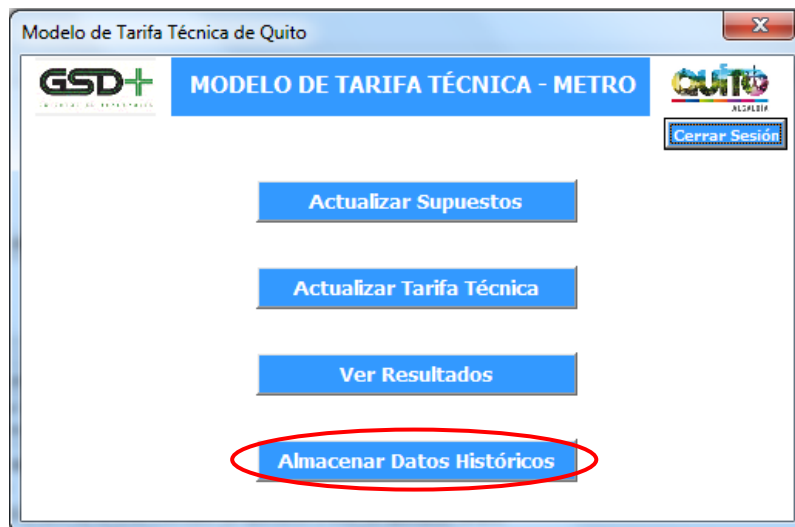 Modelo de Tarifa Técnica de Quito
GSD+
MODELO DE TARIFA TÉCNICA - METRO
QUITO
ALCALDÍA
Cerrar Sesión
Actualizar Supuestos
Actualizar Tarifa Técnica
Ver Resultados
Almacenar Datos Históricos